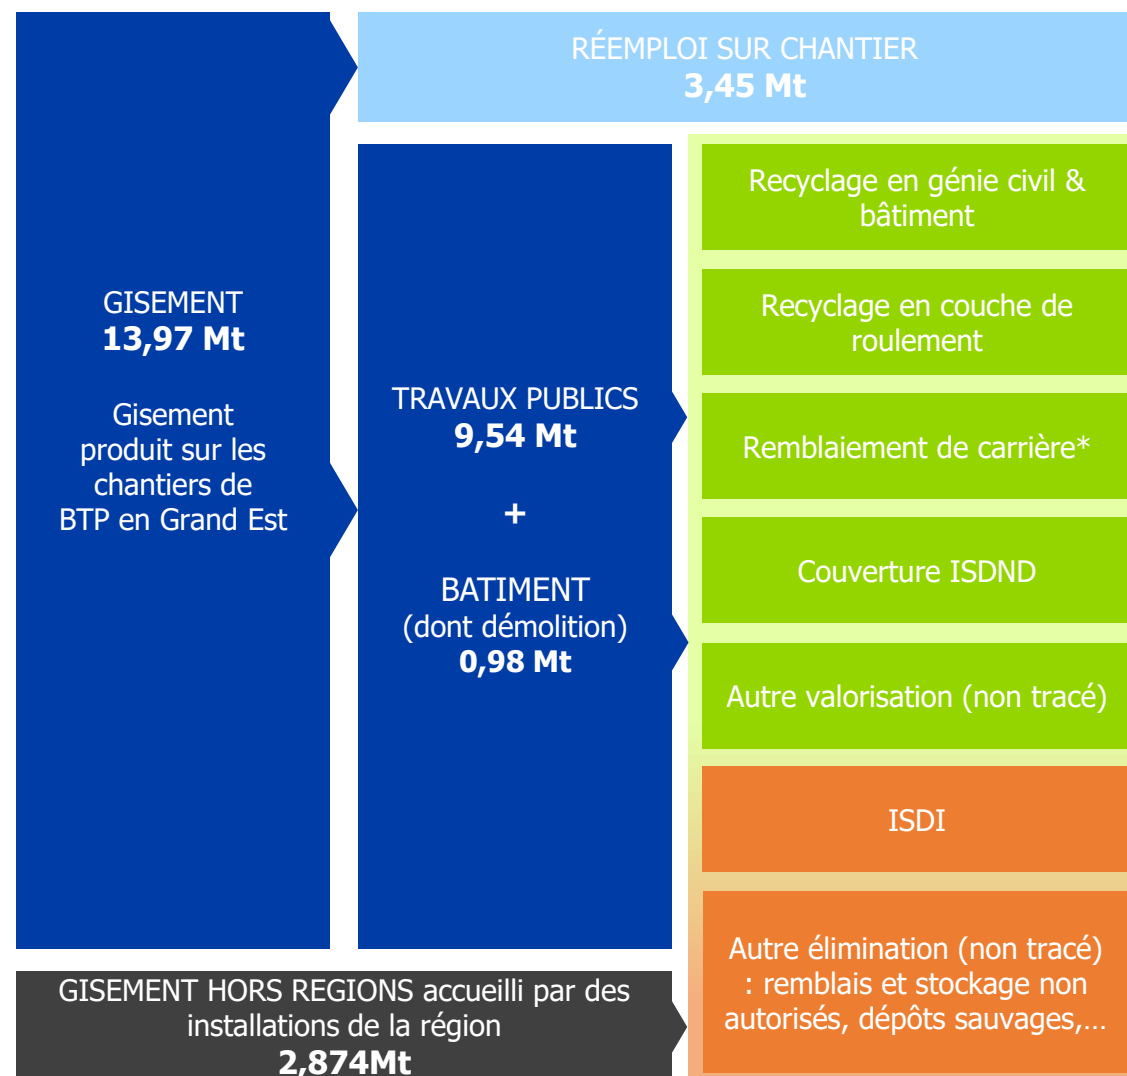 RÉEMPLOI SUR CHANTIER
3,45 Mt
GISEMENT
13,97 Mt
Gisement
produit sur les
chantiers de
BTP en Grand Est
TRAVAUX PUBLICS
9,54 Mt
+
BATIMENT
(dont démolition)
0,98 Mt
Recyclage en génie civil &
bâtiment
Recyclage en couche de
roulement
Remblaiement de carrière*
Couverture ISDND
Autre valorisation (non tracé)
ISDI
Autre élimination (non tracé)
: remblais et stockage non
autorisés, dépôts sauvages,…
GISEMENT HORS REGIONS accueilli par des
installations de la région
2,874Mt